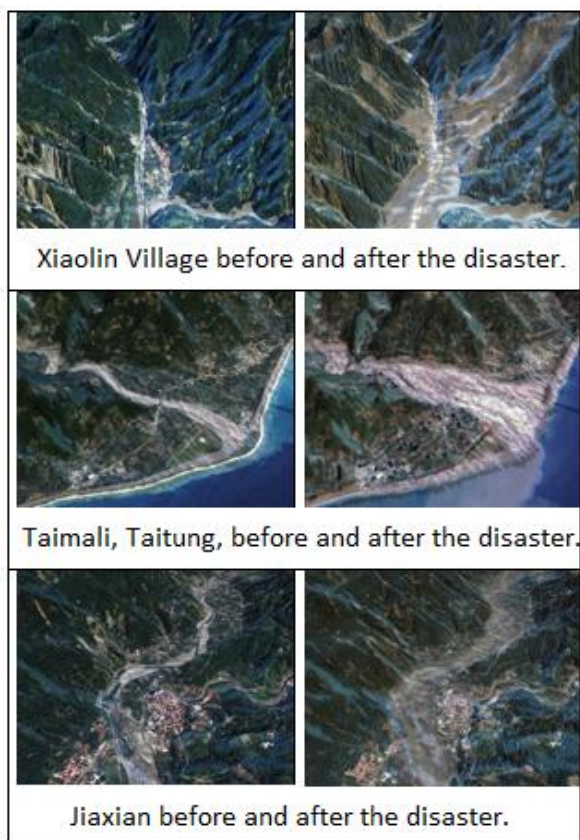 Xiaolin Village before and after the disaster.
Taimali, Taitung, before and after the disaster.
Jiaxian before and after the disaster.